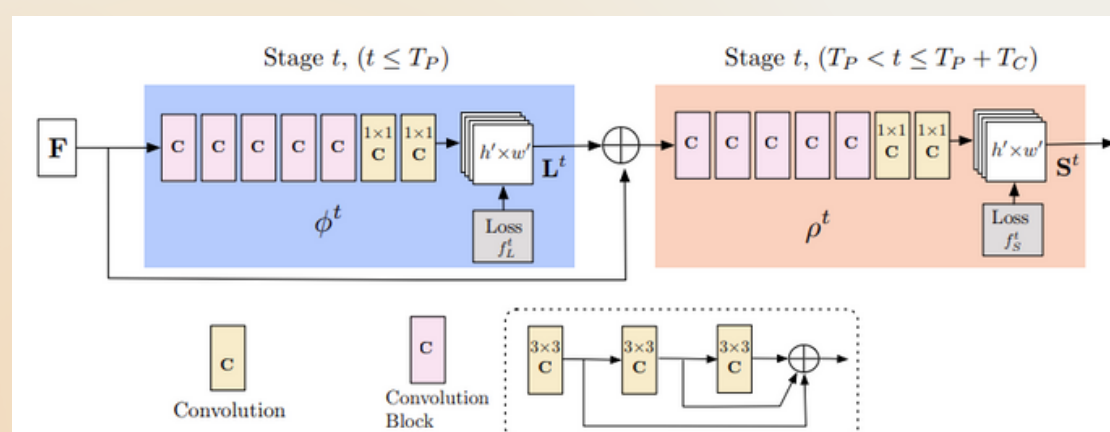 Stage t, (t ≤ T_P)
Stage t, (T_P < t ≤ T_P + T_C)
F
C C C C C 1×1 C 1×1 C
h′×w′
L^t
Loss f_L^t
ϕ^t
C C C C C 1×1 C 1×1 C
h′×w′
S^t
Loss f_S^t
ρ^t
C
Convolution
C
Convolution
Block
3×3 C 3×3 C 3×3 C